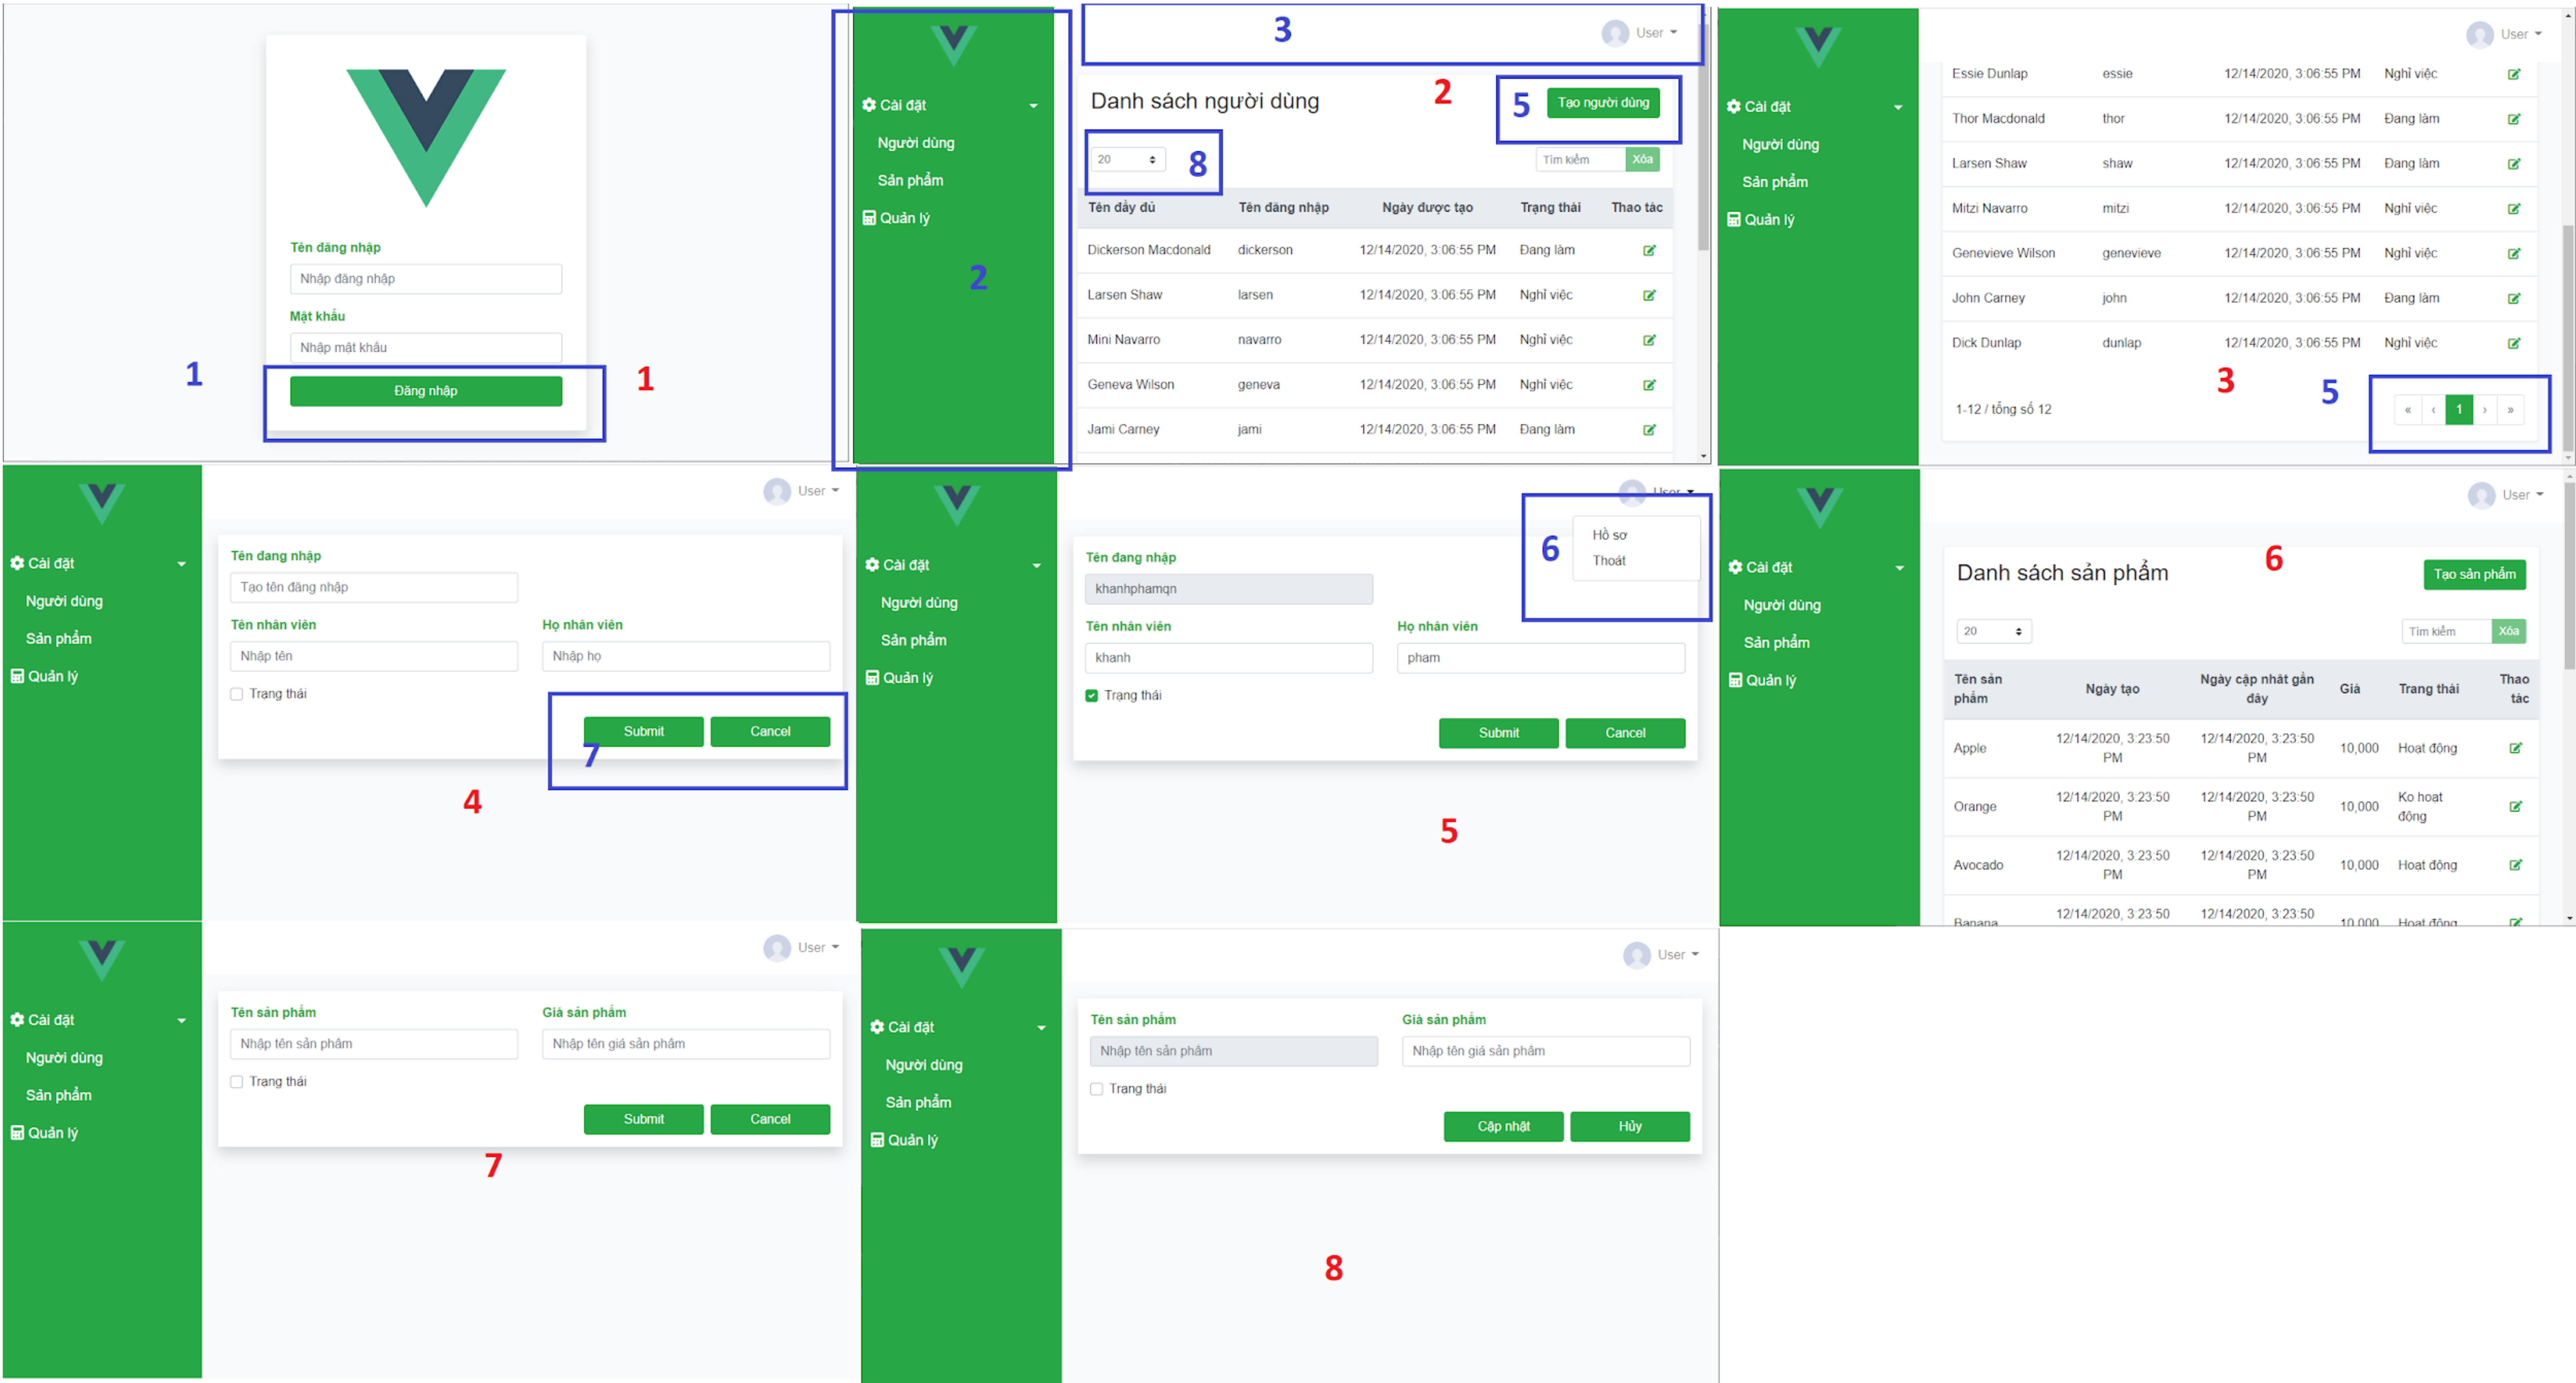 Tên đăng nhập
Nhập đăng nhập
Mật khẩu
Nhập mật khẩu
Đăng nhập
1
1
Cài đặt
Người dùng
Sản phẩm
Quản lý
2
3
User
Danh sách người dùng
2
5
Tạo người dùng
20
8
Tìm kiếm
Xóa
Tên đầy đủ Tên đăng nhập Ngày được tạo Trạng thái Thao tác
Dickerson Macdonald dickerson 12/14/2020, 3:06:55 PM Đang làm
Larsen Shaw larsen 12/14/2020, 3:06:55 PM Nghỉ việc
Mini Navarro navarro 12/14/2020, 3:06:55 PM Nghỉ việc
Geneva Wilson geneva 12/14/2020, 3:06:55 PM Nghỉ việc
Jami Carney jami 12/14/2020, 3:06:55 PM Đang làm
Cài đặt
Người dùng
Sản phẩm
Quản lý
User
Essie Dunlap essie 12/14/2020, 3:06:55 PM Nghỉ việc
Thor Macdonald thor 12/14/2020, 3:06:55 PM Đang làm
Larsen Shaw shaw 12/14/2020, 3:06:55 PM Đang làm
Mitzi Navarro mitzi 12/14/2020, 3:06:55 PM Nghỉ việc
Genevieve Wilson genevieve 12/14/2020, 3:06:55 PM Nghỉ việc
John Carney john 12/14/2020, 3:06:55 PM Đang làm
Dick Dunlap dunlap 12/14/2020, 3:06:55 PM Nghỉ việc
3
5
1-12 / tổng số 12
« ‹ 1 › »
Cài đặt
Người dùng
Sản phẩm
Quản lý
User
Tên đang nhập
Tạo tên đăng nhập
Tên nhân viên Họ nhân viên
Nhập tên Nhập họ
Trạng thái
Submit Cancel
7
4
Cài đặt
Người dùng
Sản phẩm
Quản lý
User
6
Hồ sơ
Thoát
Tên đang nhập
khanhphamqn
Tên nhân viên Họ nhân viên
khanh pham
Trạng thái
Submit Cancel
5
Cài đặt
Người dùng
Sản phẩm
Quản lý
User
6
Danh sách sản phẩm
Tạo sản phẩm
20
Tìm kiếm
Xóa
Tên sản phẩm Ngày tạo Ngày cập nhât gần đây Giá Trang thái Thao tác
Apple 12/14/2020, 3:23:50 PM 12/14/2020, 3:23:50 PM 10,000 Hoạt động
Orange 12/14/2020, 3:23:50 PM 12/14/2020, 3:23:50 PM 10,000 Ko hoạt động
Avocado 12/14/2020, 3:23:50 PM 12/14/2020, 3:23:50 PM 10,000 Hoạt động
Banana 12/14/2020, 3:23:50 12/14/2020, 3:23:50 10,000 Hoạt động
Cài đặt
Người dùng
Sản phẩm
Quản lý
User
Tên sản phẩm Giá sản phẩm
Nhập tên sản phẩm Nhập tên giá sản phẩm
Trạng thái
Submit Cancel
7
Cài đặt
Người dùng
Sản phẩm
Quản lý
User
Tên sản phẩm Giá sản phẩm
Nhập tên sản phẩm Nhập tên giá sản phẩm
Trạng thái
Cập nhật Hủy
8